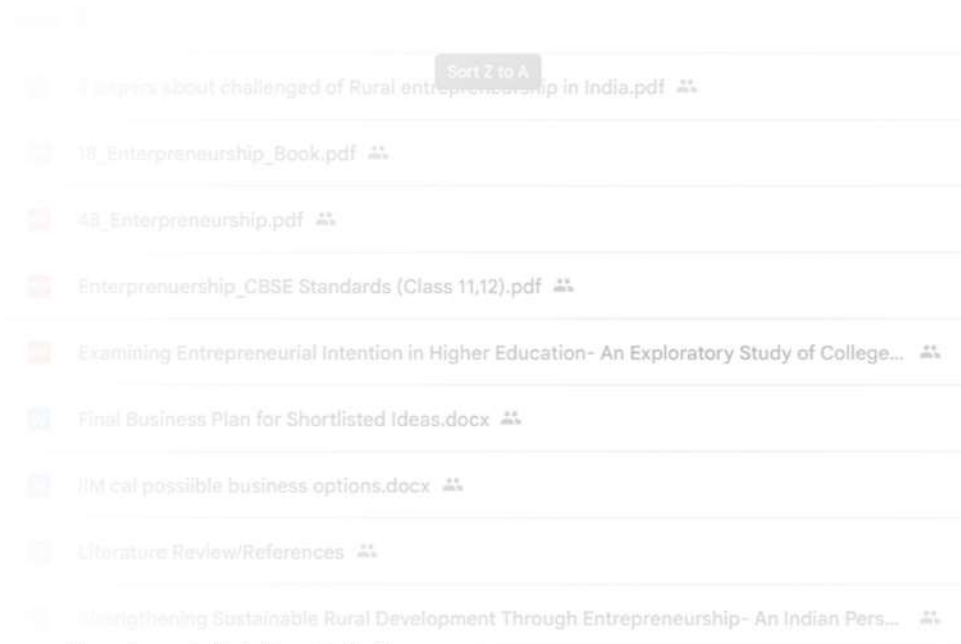 Sort Z to A
papers about challenged of Rural entrepreneurship in India.pdf
18_Enterpreneurship_Book.pdf
43_Enterpreneurship.pdf
Enterprenuership_CBSE Standards (Class 11,12).pdf
Examining Entrepreneurial Intention in Higher Education- An Exploratory Study of College...
Final Business Plan for Shortlisted Ideas.docx
IIM cal possiible business options.docx
Literature Review/References
Strengthening Sustainable Rural Development Through Entrepreneurship- An Indian Pers...